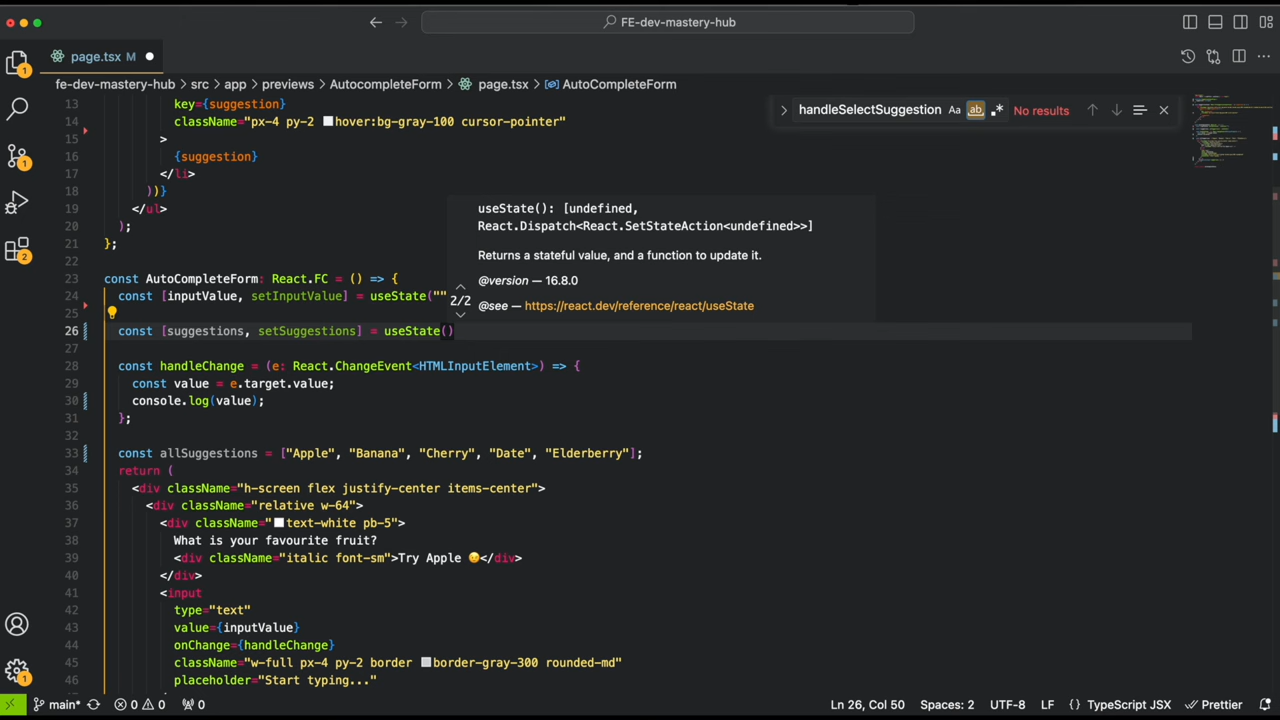 FE-dev-mastery-hub
page.tsx M
fe-dev-mastery-hub > src > app > previews > AutocompleteForm > page.tsx > AutoCompleteForm
handleSelectSuggestion Aa ab .* No results
1
1
2
1
13 key={suggestion}
14 className="px-4 py-2 hover:bg-gray-100 cursor-pointer"
15 >
16 {suggestion}
17 </li>
18 ))}
19 </ul>
20 );
21 };
22
23 const AutoCompleteForm: React.FC = () => {
24 const [inputValue, setInputValue] = useState(""
25
26 const [suggestions, setSuggestions] = useState()
27
28 const handleChange = (e: React.ChangeEvent<HTMLInputElement>) => {
29 const value = e.target.value;
30 console.log(value);
31 };
32
33 const allSuggestions = ["Apple", "Banana", "Cherry", "Date", "Elderberry"];
34 return (
35 <div className="h-screen flex justify-center items-center">
36 <div className="relative w-64">
37 <div className="text-white pb-5">
38 What is your favourite fruit?
39 <div className="italic font-sm">Try Apple 😏</div>
40 </div>
41 <input
42 type="text"
43 value={inputValue}
44 onChange={handleChange}
45 className="w-full px-4 py-2 border border-gray-300 rounded-md"
46 placeholder="Start typing..."
useState(): [undefined,
React.Dispatch<React.SetStateAction<undefined>>]
Returns a stateful value, and a function to update it.
@version — 16.8.0
2/2
@see — https://react.dev/reference/react/useState
main* 0 0 0 Ln 26, Col 50 Spaces: 2 UTF-8 LF {} TypeScript JSX Prettier